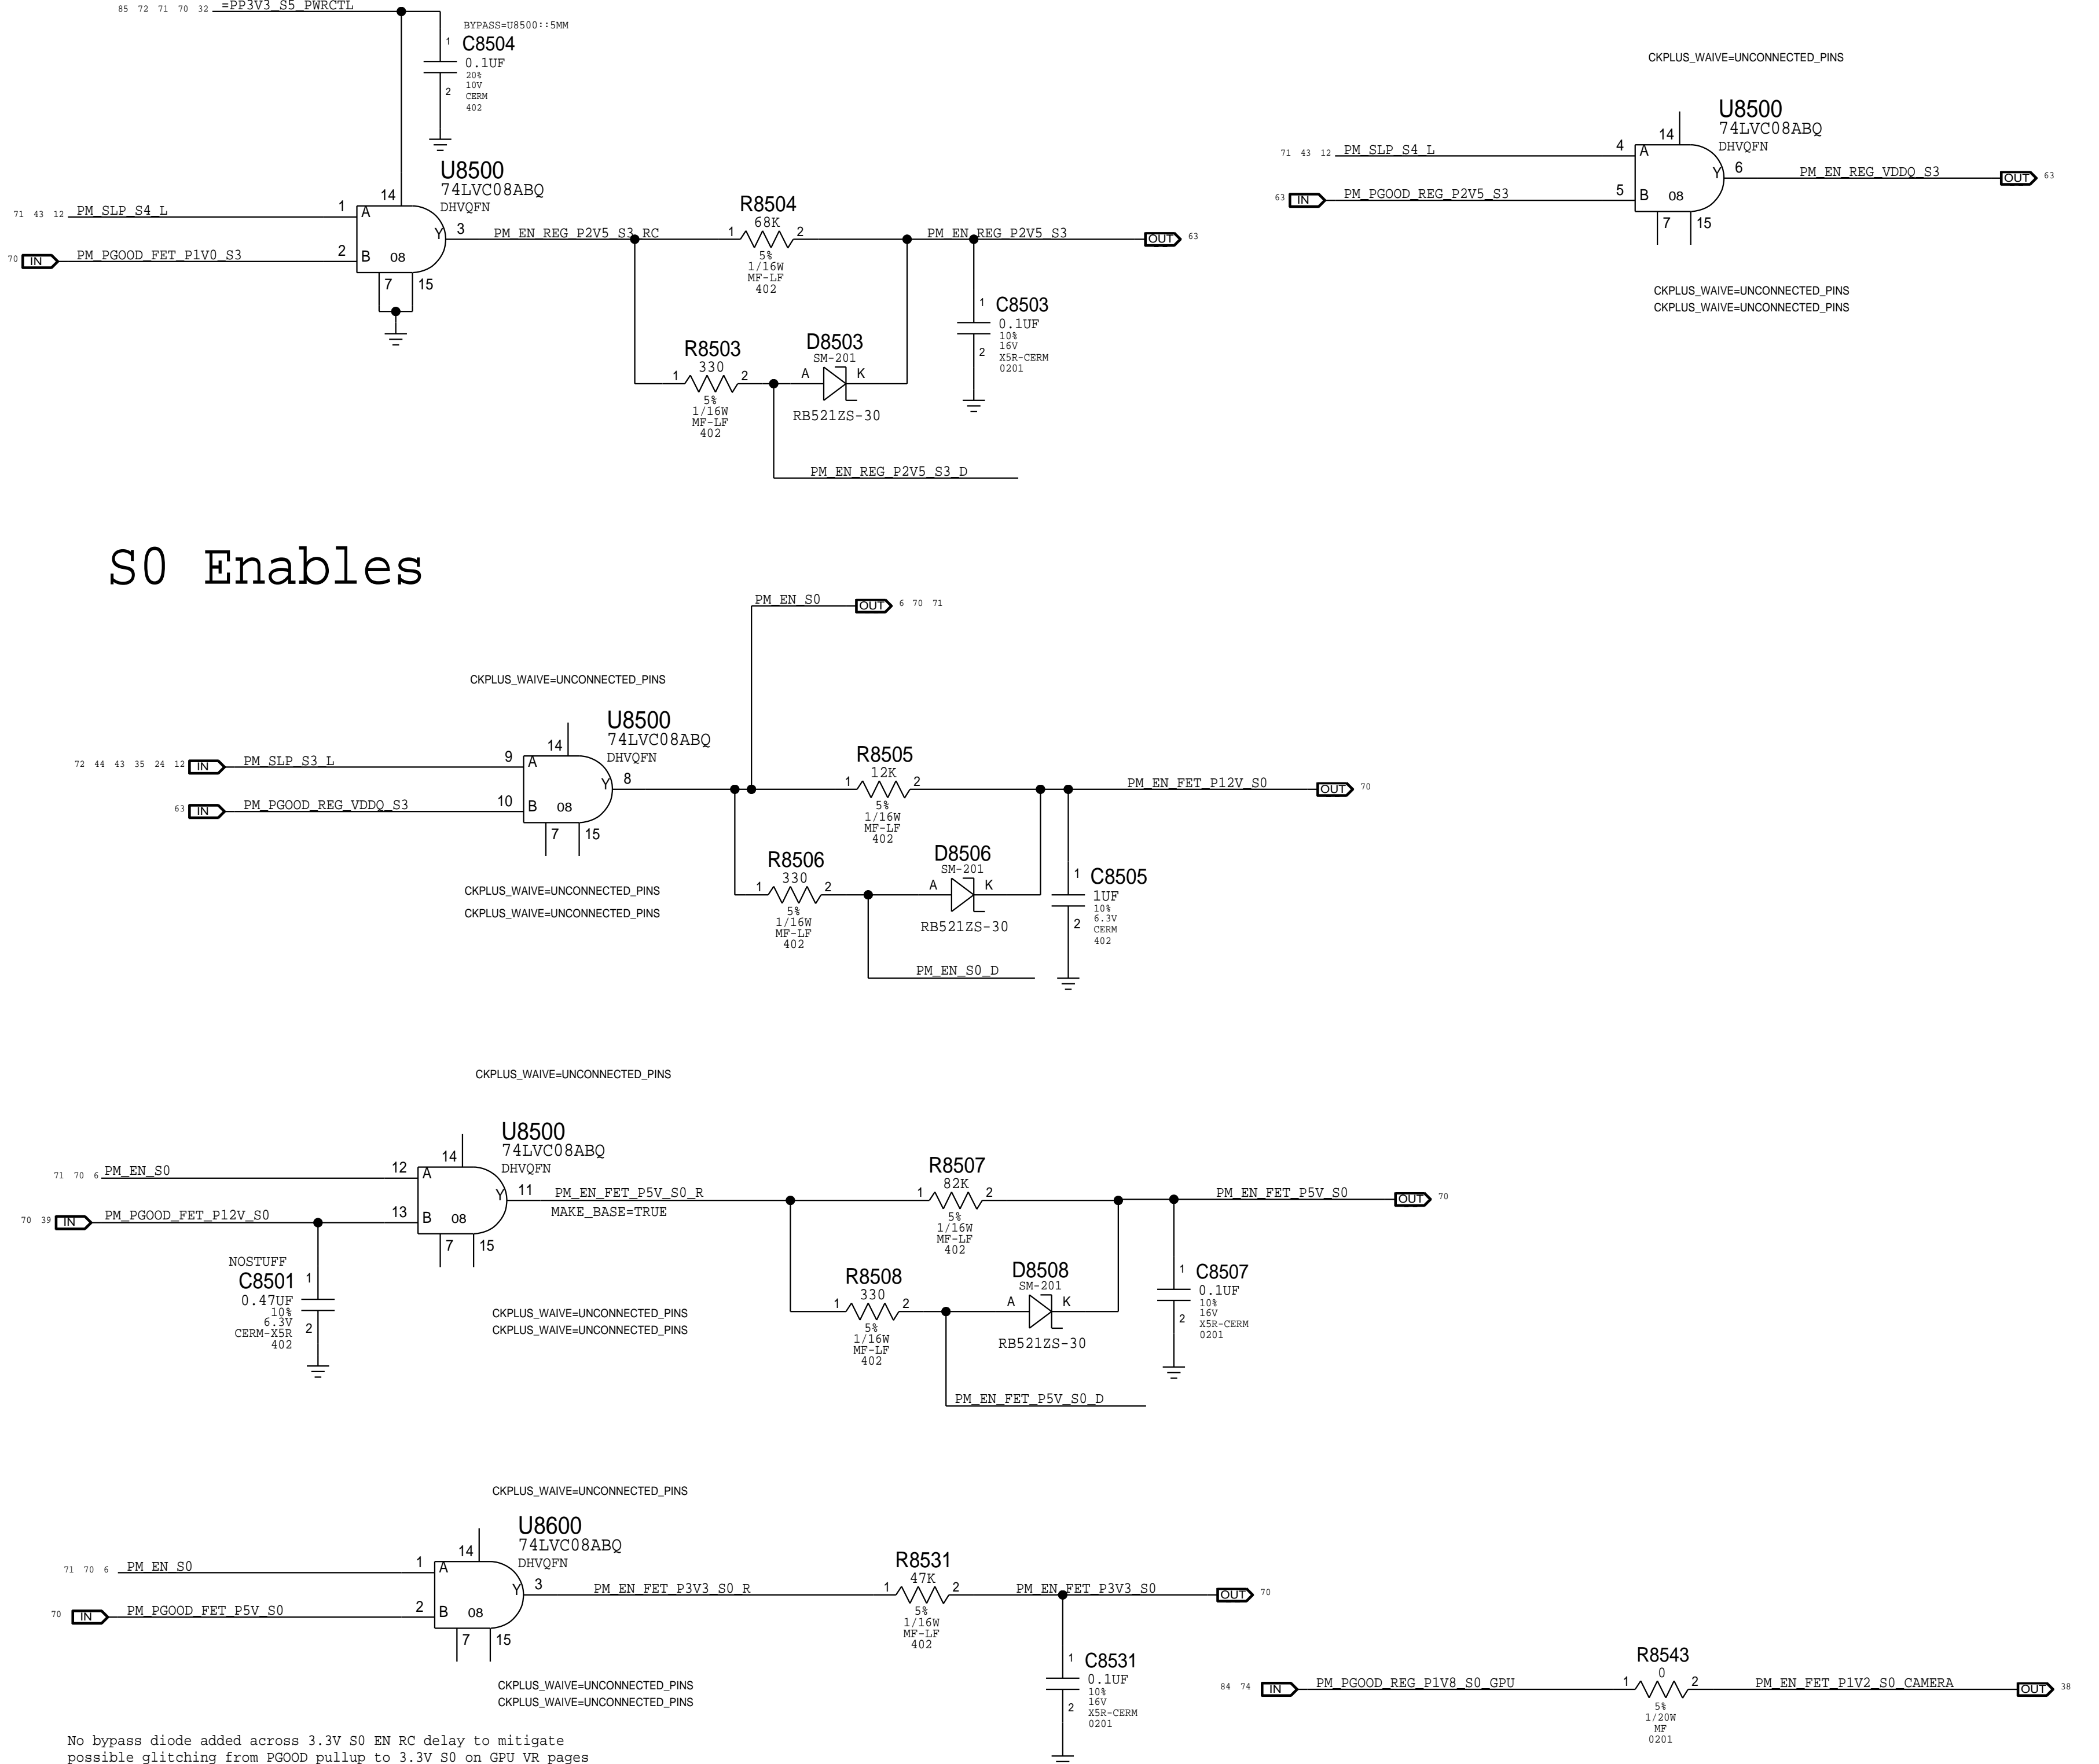 85 72 71 70 32 =PP3V3_S5_PWRCTL
BYPASS=U8500::5MM
1
C8504
0.1UF
20%
10V
2
CERM
402
U8500
74LVC08ABQ
DHVQFN
14
71 43 12 PM_SLP_S4_L
1
A
Y
3
PM_EN_REG_P2V5_S3_RC
70 IN PM_PGOOD_FET_P1V0_S3
2
B
08
7
15
R8504
68K
1
2
5%
1/16W
MF-LF
402
PM_EN_REG_P2V5_S3
OUT 63
R8503
330
1
2
5%
1/16W
MF-LF
402
D8503
SM-201
A
K
RB521ZS-30
1
C8503
0.1UF
10%
16V
2
X5R-CERM
0201
PM_EN_REG_P2V5_S3_D
CKPLUS_WAIVE=UNCONNECTED_PINS
U8500
74LVC08ABQ
DHVQFN
14
71 43 12 PM_SLP_S4_L
4
A
Y
6
PM_EN_REG_VDDQ_S3
OUT 63
63 IN PM_PGOOD_REG_P2V5_S3
5
B
08
7
15
CKPLUS_WAIVE=UNCONNECTED_PINS
CKPLUS_WAIVE=UNCONNECTED_PINS
S0 Enables
PM_EN_S0
OUT 6 70 71
CKPLUS_WAIVE=UNCONNECTED_PINS
U8500
74LVC08ABQ
DHVQFN
14
72 44 43 35 24 12 IN PM_SLP_S3_L
9
A
Y
8
63 IN PM_PGOOD_REG_VDDQ_S3
10
B
08
7
15
CKPLUS_WAIVE=UNCONNECTED_PINS
CKPLUS_WAIVE=UNCONNECTED_PINS
R8505
12K
1
2
5%
1/16W
MF-LF
402
PM_EN_FET_P12V_S0
OUT 70
R8506
330
1
2
5%
1/16W
MF-LF
402
D8506
SM-201
A
K
RB521ZS-30
1
C8505
1UF
10%
6.3V
2
CERM
402
PM_EN_S0_D
CKPLUS_WAIVE=UNCONNECTED_PINS
U8500
74LVC08ABQ
DHVQFN
14
71 70 6 PM_EN_S0
12
A
Y
11
PM_EN_FET_P5V_S0_R
MAKE_BASE=TRUE
70 39 IN PM_PGOOD_FET_P12V_S0
13
B
08
7
15
NOSTUFF
C8501
1
0.47UF
10%
6.3V
CERM-X5R
2
402
CKPLUS_WAIVE=UNCONNECTED_PINS
CKPLUS_WAIVE=UNCONNECTED_PINS
R8507
82K
1
2
5%
1/16W
MF-LF
402
PM_EN_FET_P5V_S0
OUT 70
R8508
330
1
2
5%
1/16W
MF-LF
402
D8508
SM-201
A
K
RB521ZS-30
1
C8507
0.1UF
10%
16V
2
X5R-CERM
0201
PM_EN_FET_P5V_S0_D
CKPLUS_WAIVE=UNCONNECTED_PINS
U8600
74LVC08ABQ
DHVQFN
14
71 70 6 PM_EN_S0
1
A
Y
3
PM_EN_FET_P3V3_S0_R
70 IN PM_PGOOD_FET_P5V_S0
2
B
08
7
15
R8531
47K
1
2
5%
1/16W
MF-LF
402
PM_EN_FET_P3V3_S0
OUT 70
1
C8531
0.1UF
10%
16V
2
X5R-CERM
0201
CKPLUS_WAIVE=UNCONNECTED_PINS
CKPLUS_WAIVE=UNCONNECTED_PINS
84 74 IN PM_PGOOD_REG_P1V8_S0_GPU
R8543
0
1
2
5%
1/20W
MF
0201
PM_EN_FET_P1V2_S0_CAMERA
OUT 38
No bypass diode added across 3.3V S0 EN RC delay to mitigate
possible glitching from PGOOD pullup to 3.3V S0 on GPU VR pages